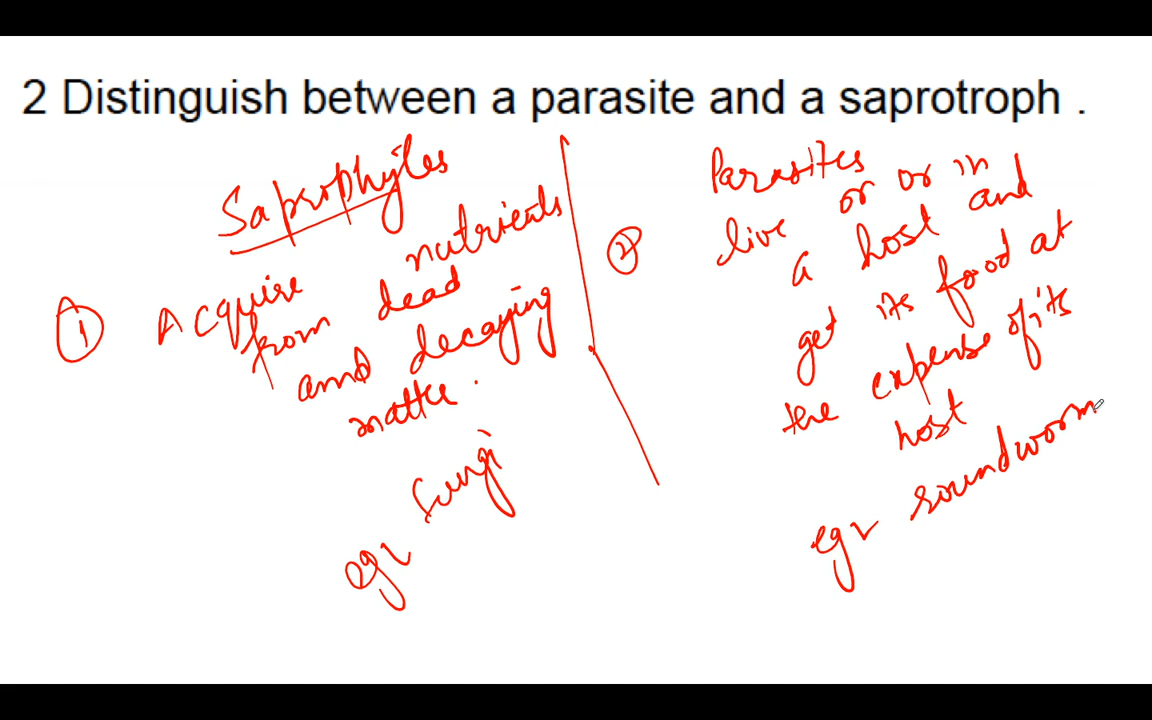 2 Distinguish between a parasite and a saprotroph .
Saprophytes
① Acquire nutrients
from dead
and decaying
matter.
eg fungi
② Parasites
live or or in
a host and
get its food at
the expense of its
host
eg roundworm